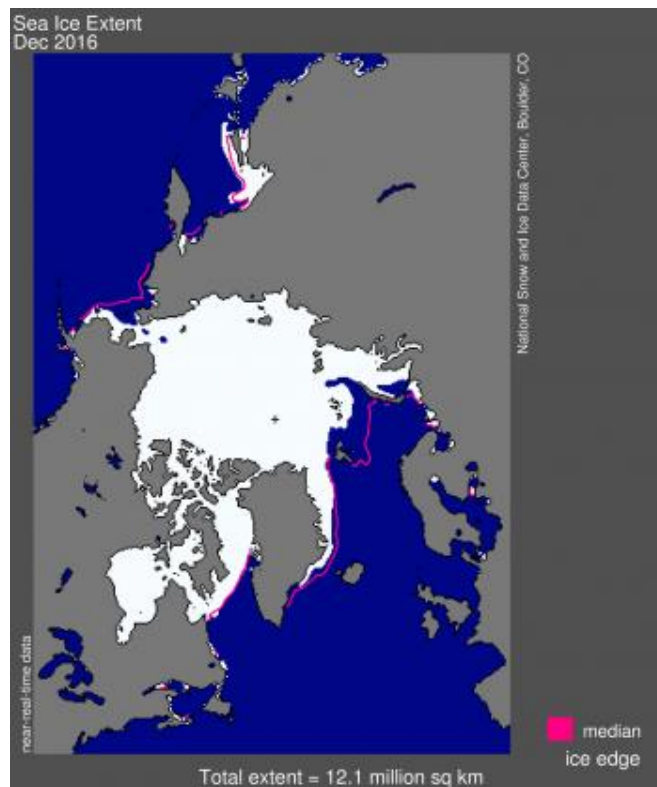 Sea Ice Extent
Dec 2016
National Snow and Ice Data Center, Boulder, CO
near-real-time data
median
ice edge
Total extent = 12.1 million sq km